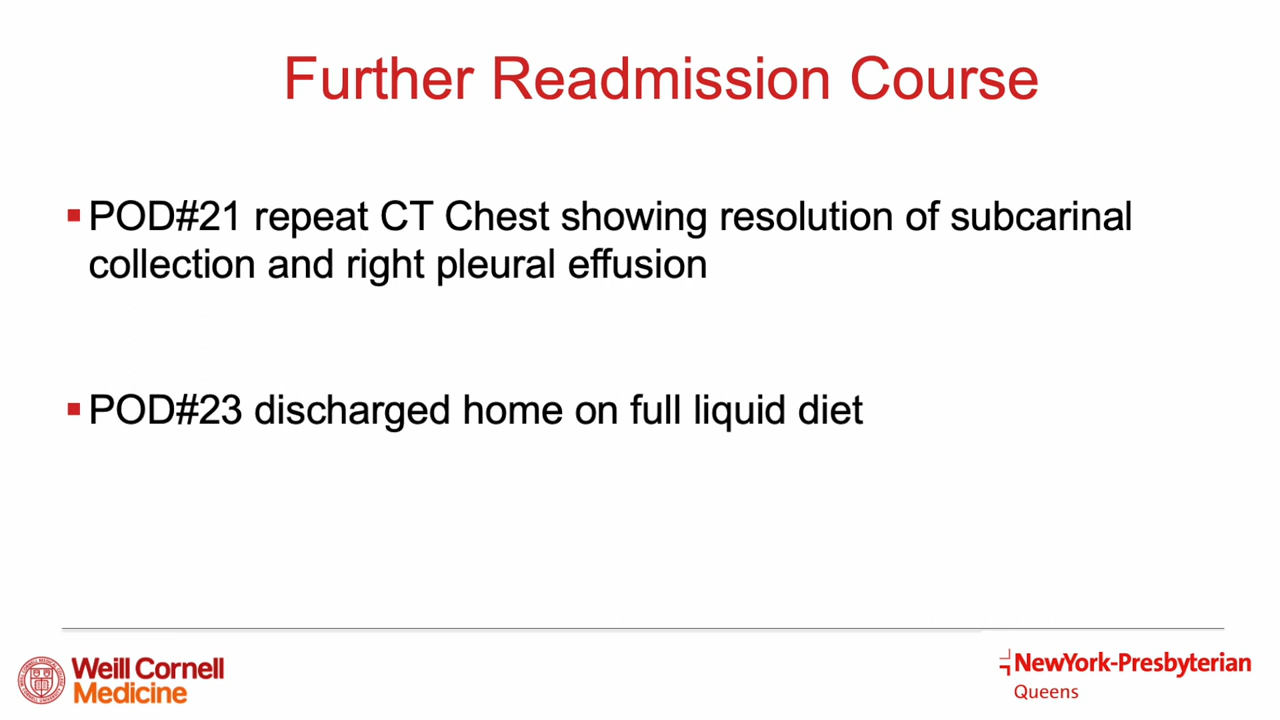 Further Readmission Course
▪POD#21 repeat CT Chest showing resolution of subcarinal
collection and right pleural effusion
▪POD#23 discharged home on full liquid diet
Weill Cornell
Medicine
NewYork-Presbyterian
Queens